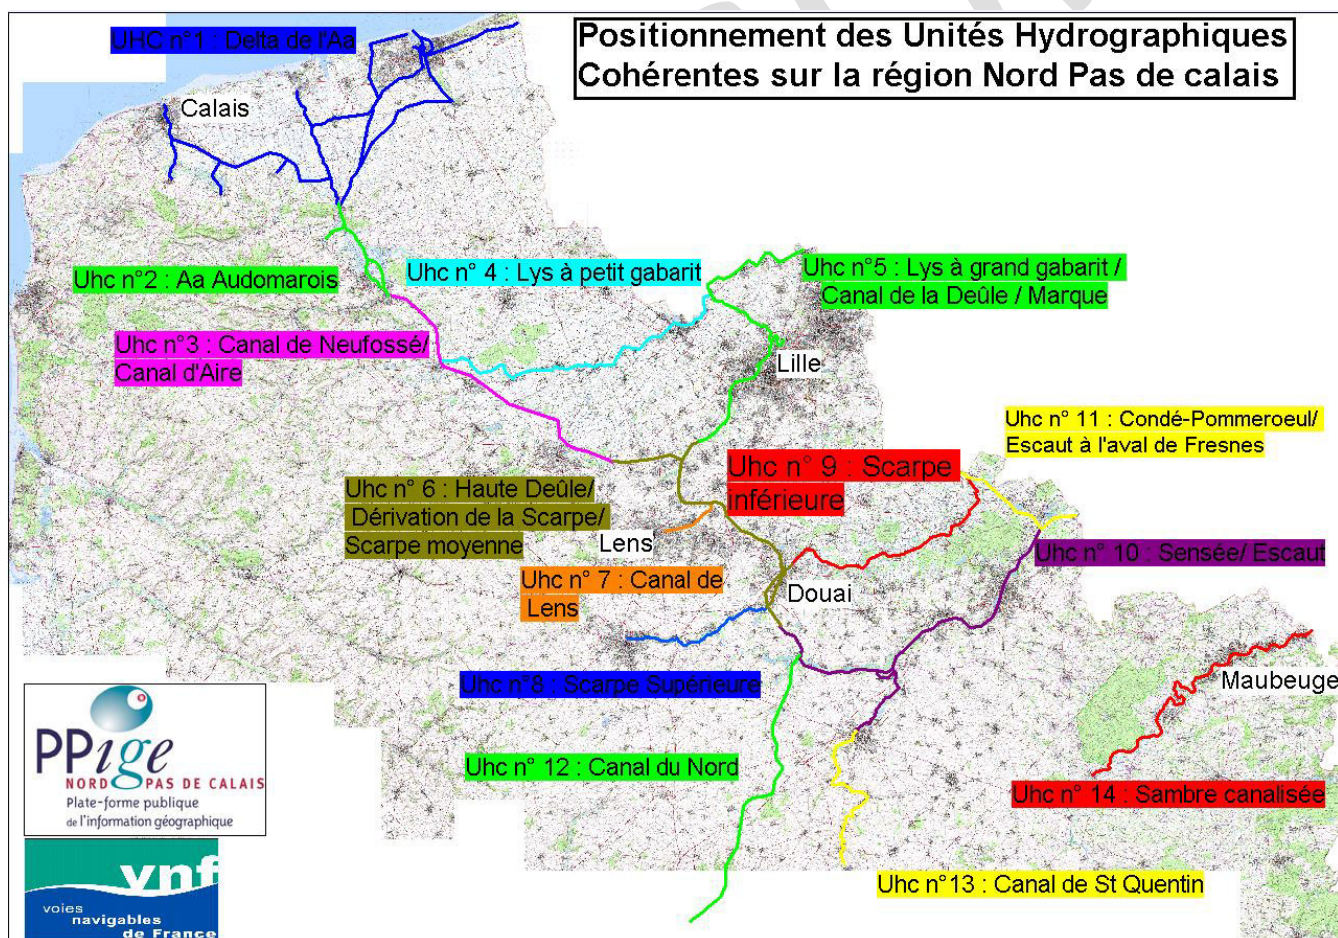 UHC n°1 : Delta de l'Aa
Positionnement des Unités Hydrographiques
Cohérentes sur la région Nord Pas de calais
Calais
Uhc n°2 : Aa Audomarois
Uhc n° 4 : Lys à petit gabarit
Uhc n°5 : Lys à grand gabarit /
Canal de la Deûle / Marque
Uhc n°3 : Canal de Neufossé/
Canal d'Aire
Lille
Uhc n° 11 : Condé-Pommeroeul/
Escaut à l'aval de Fresnes
Uhc n° 9 : Scarpe
inférieure
Uhc n° 6 : Haute Deûle/
Dérivation de la Scarpe/
Scarpe moyenne
Lens
Uhc n° 10 : Sensée/ Escaut
Uhc n° 7 : Canal de
Lens
Douai
Uhc n°8 : Scarpe Supérieure
Maubeuge
Uhc n° 12 : Canal du Nord
Uhc n° 14 : Sambre canalisée
Uhc n°13 : Canal de St Quentin
PPige
NORD PAS DE CALAIS
Plate-forme publique
de l'information géographique
vnf
voies
navigables
de France